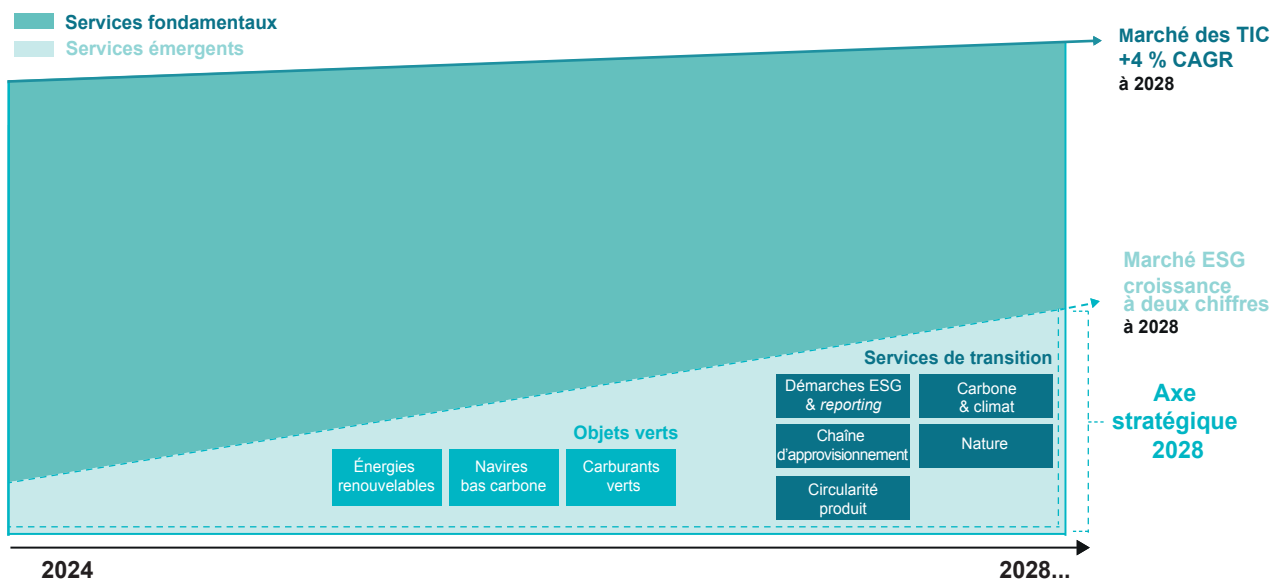 Services fondamentaux
Services émergents
Marché des TIC
+4 % CAGR
à 2028
Marché ESG
croissance
à deux chiffres
à 2028
Services de transition
Démarches ESG
& reporting
Carbone
& climat
Axe
stratégique
2028
Objets verts
Chaîne
d'approvisionnement
Nature
Énergies
renouvelables
Navires
bas carbone
Carburants
verts
Circularité
produit
2024
2028...